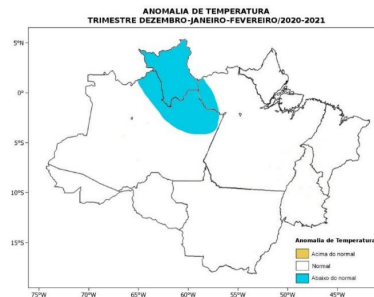 ANOMALIA DE TEMPERATURA
TRIMESTRE DEZEMBRO-JANEIRO-FEVEREIRO/2020-2021
5°N
0°
5°S
10°S
15°S
75°W
70°W
65°W
60°W
55°W
50°W
45°W
Anomalia de Temperatura
Acima do normal
Normal
Abaixo do normal